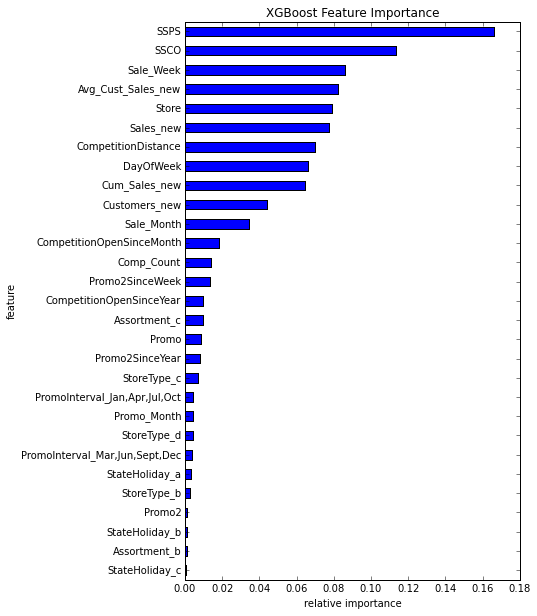 XGBoost Feature Importance
SSPS
SSCO
Sale_Week
Avg_Cust_Sales_new
Store
Sales_new
CompetitionDistance
DayOfWeek
Cum_Sales_new
Customers_new
Sale_Month
CompetitionOpenSinceMonth
Comp_Count
Promo2SinceWeek
CompetitionOpenSinceYear
Assortment_c
Promo
Promo2SinceYear
StoreType_c
PromoInterval_Jan,Apr,Jul,Oct
Promo_Month
StoreType_d
PromoInterval_Mar,Jun,Sept,Dec
StateHoliday_a
StoreType_b
Promo2
StateHoliday_b
Assortment_b
StateHoliday_c
feature
0.00 0.02 0.04 0.06 0.08 0.10 0.12 0.14 0.16 0.18
relative importance